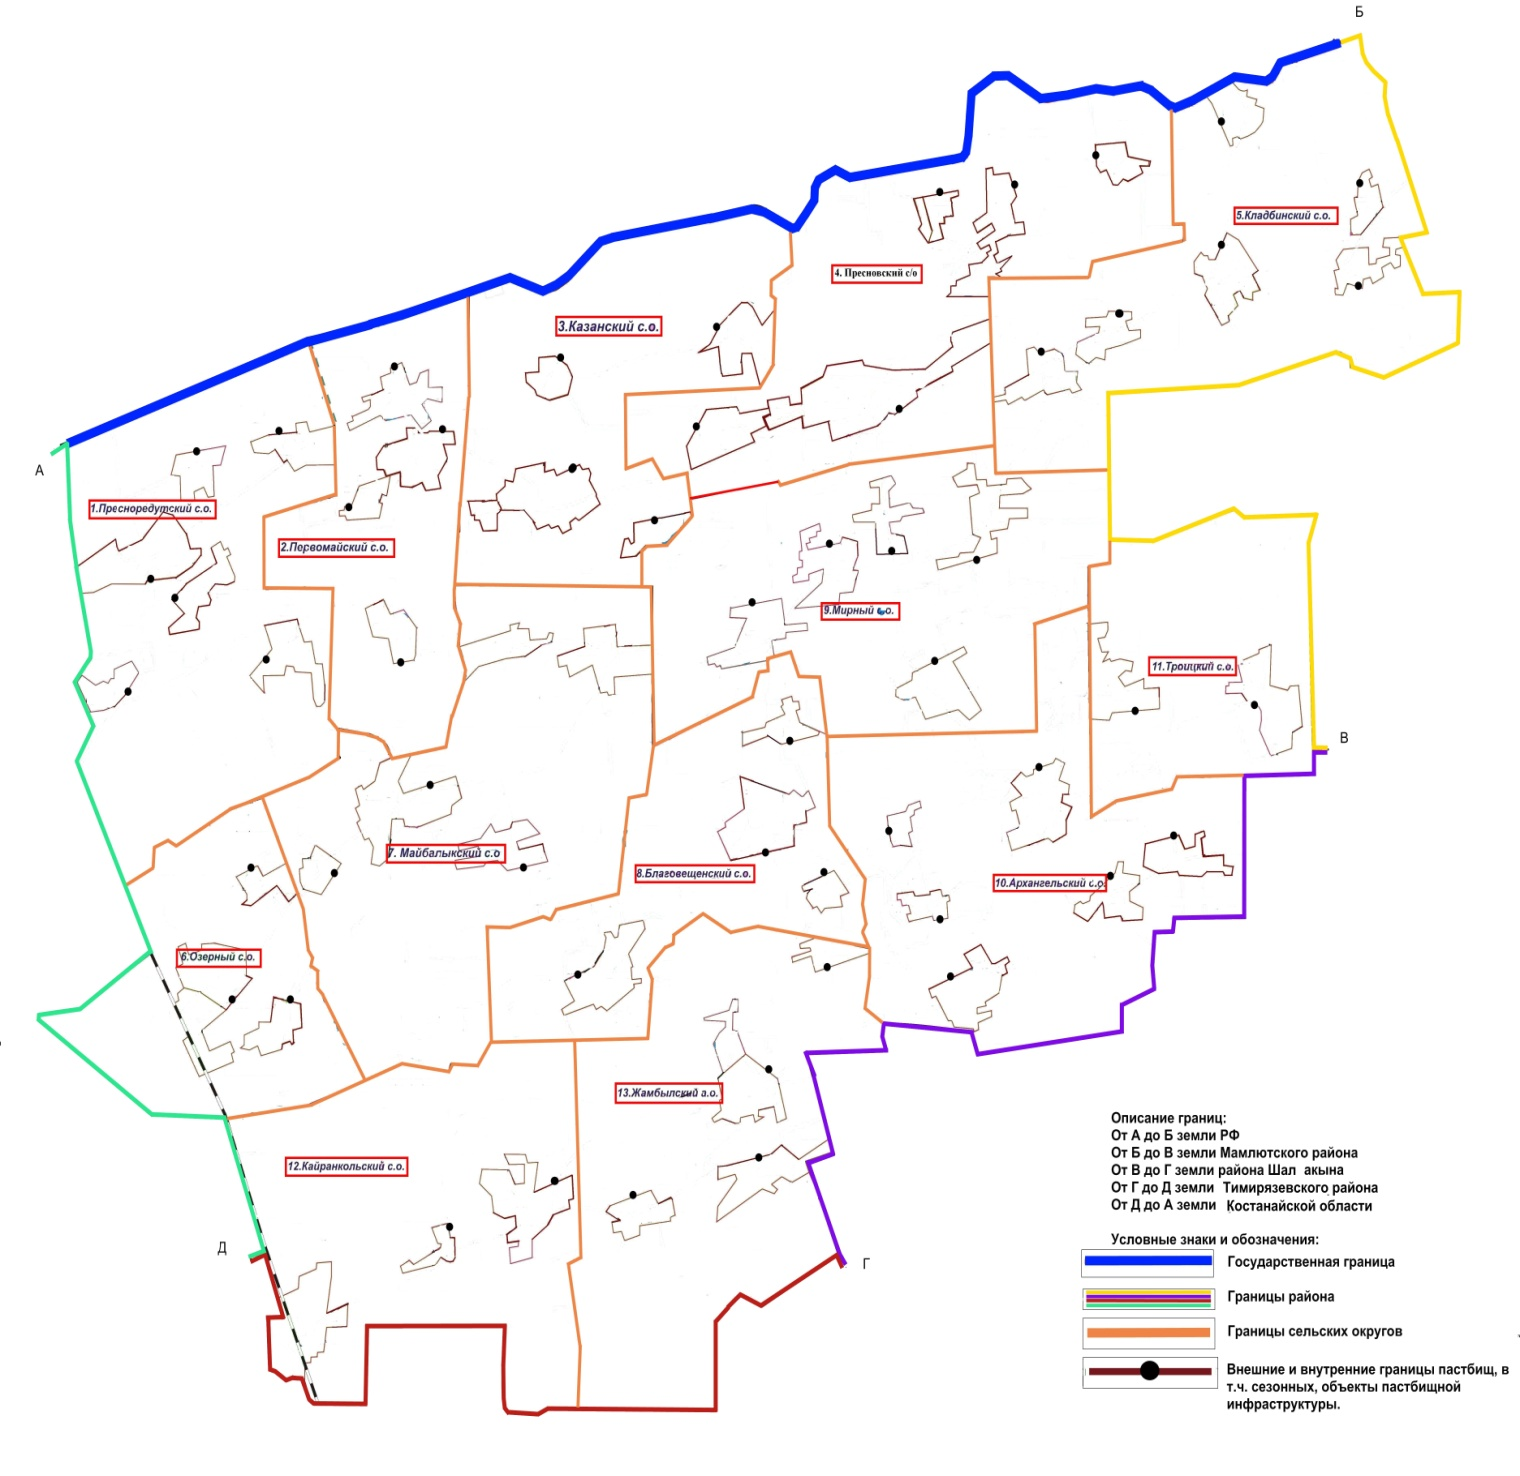 Б
5.Кладбинский с.о.
4. Пресновский с/о
3.Казанский с.о.
А
1.Пресноредутский с.о.
2.Первомайский с.о.
9.Мирный с.о.
11.Троицкий с.о.
В
7. Майбалыкский с.о
8.Благовещенский с.о.
10.Архангельский с.о.
6.Озерный с.о.
13.Жамбылский а.о.
12.Кайранкольский с.о.
Д
Г
Описание границ:
От А до Б земли РФ
От Б до В земли Мамлютского района
От В до Г земли района Шал акына
От Г до Д земли Тимирязевского района
От Д до А земли Костанайской области
Условные знаки и обозначения:
Государственная граница
Границы района
Границы сельских округов
Внешние и внутренние границы пастбищ, в
т.ч. сезонных, объекты пастбищной
инфраструктуры.